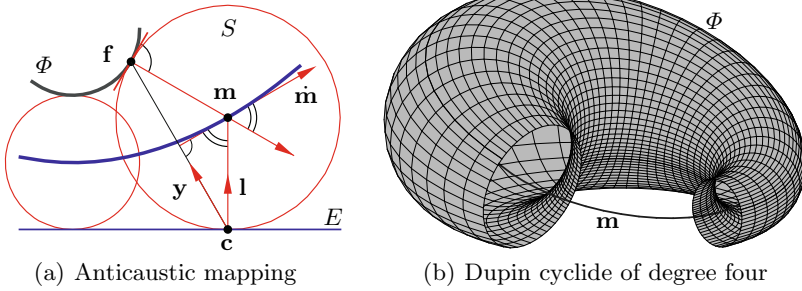 S
Φ
f
m
ṁ
y
l
E
c
(a) Anticaustic mapping
Φ
m
(b) Dupin cyclide of degree four